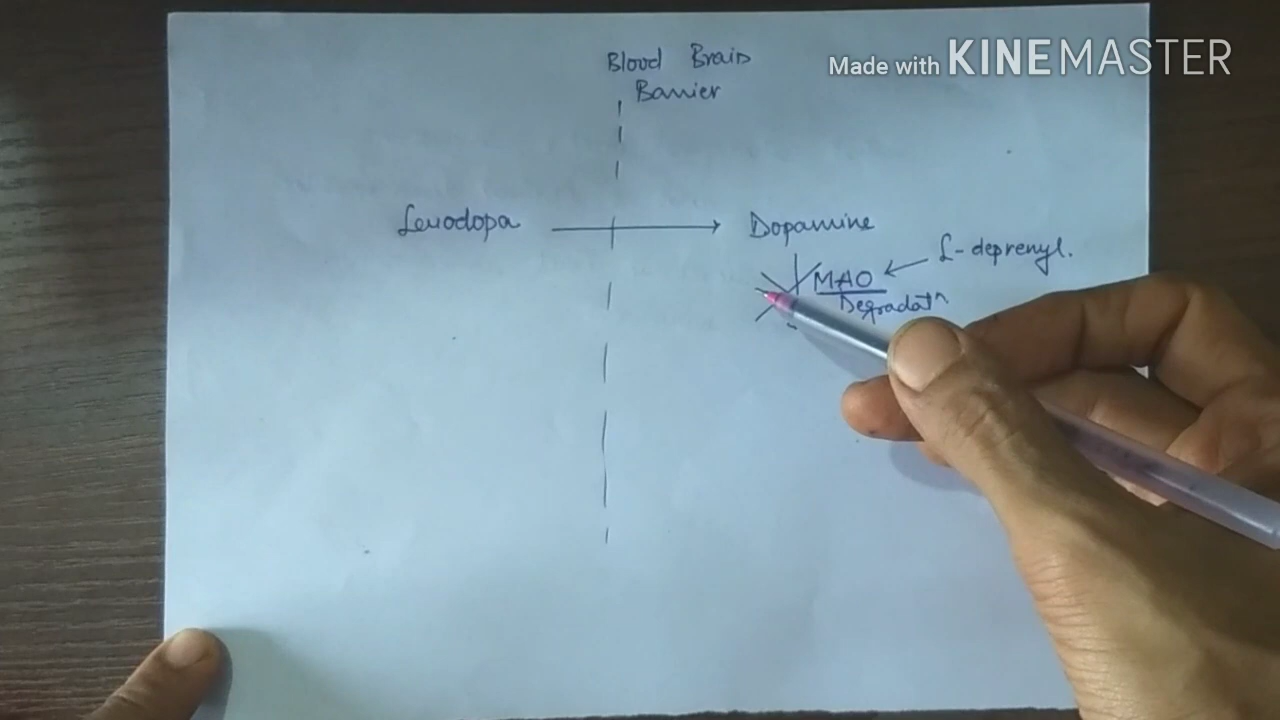 Blood Brain
Barrier
Made with KINEMASTER
Levodopa
Dopamine
L-deprenyl.
MAO
Degradatn